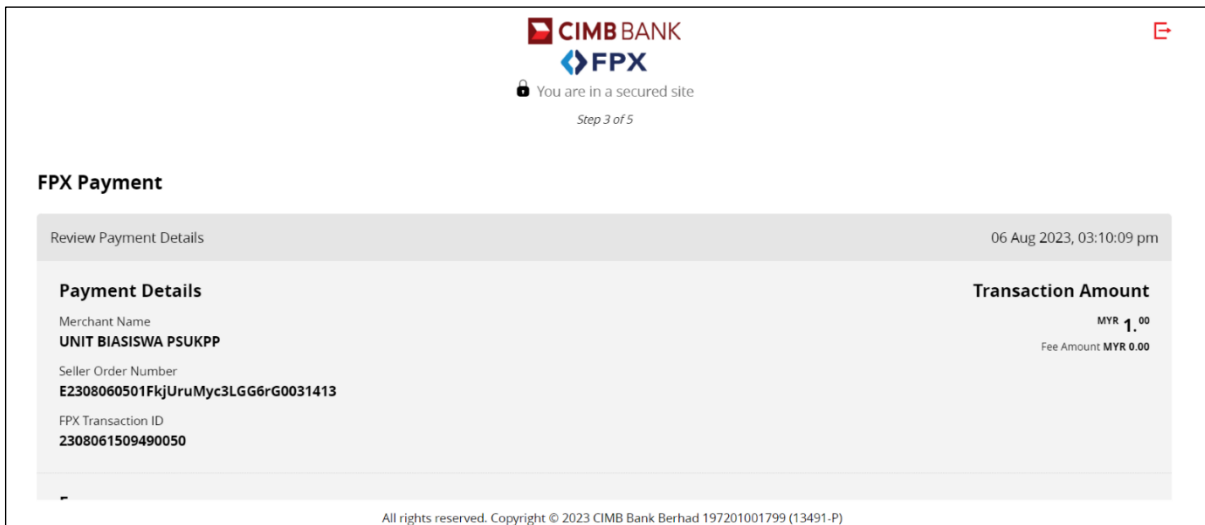 CIMB BANK
FPX
You are in a secured site
Step 3 of 5
FPX Payment
Review Payment Details 06 Aug 2023, 03:10:09 pm
Payment Details Transaction Amount
Merchant Name MYR 1.00
UNIT BIASISWA PSUKPP Fee Amount MYR 0.00
Seller Order Number
E2308060501FkjUruMyc3LGG6rG0031413
FPX Transaction ID
2308061509490050
All rights reserved. Copyright © 2023 CIMB Bank Berhad 197201001799 (13491-P)